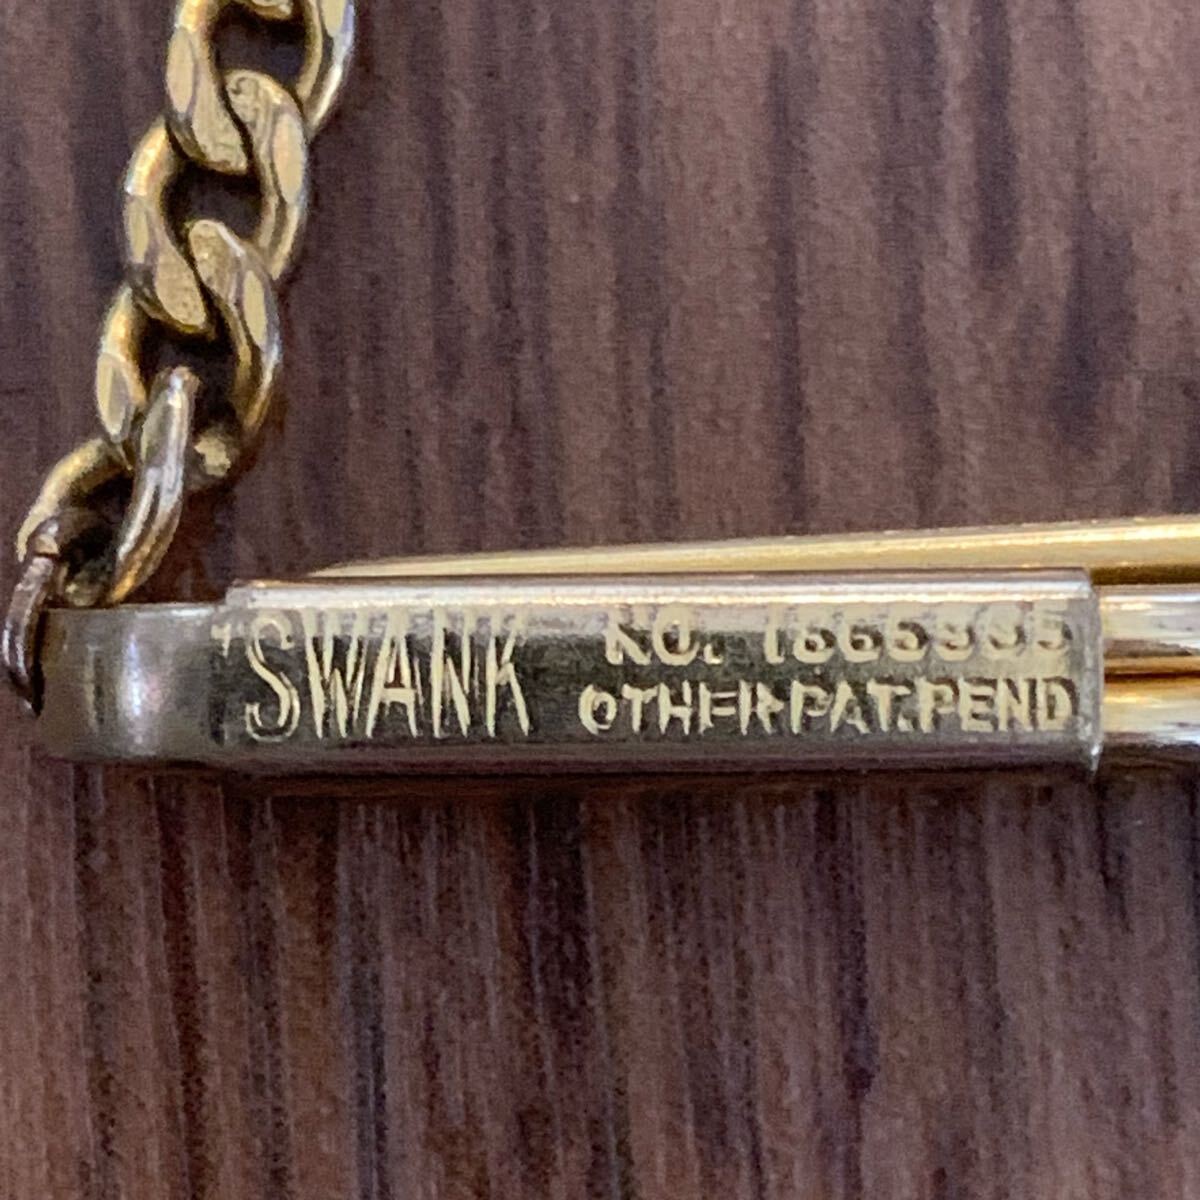 SWANK
NO.
OTHER PAT. PEND